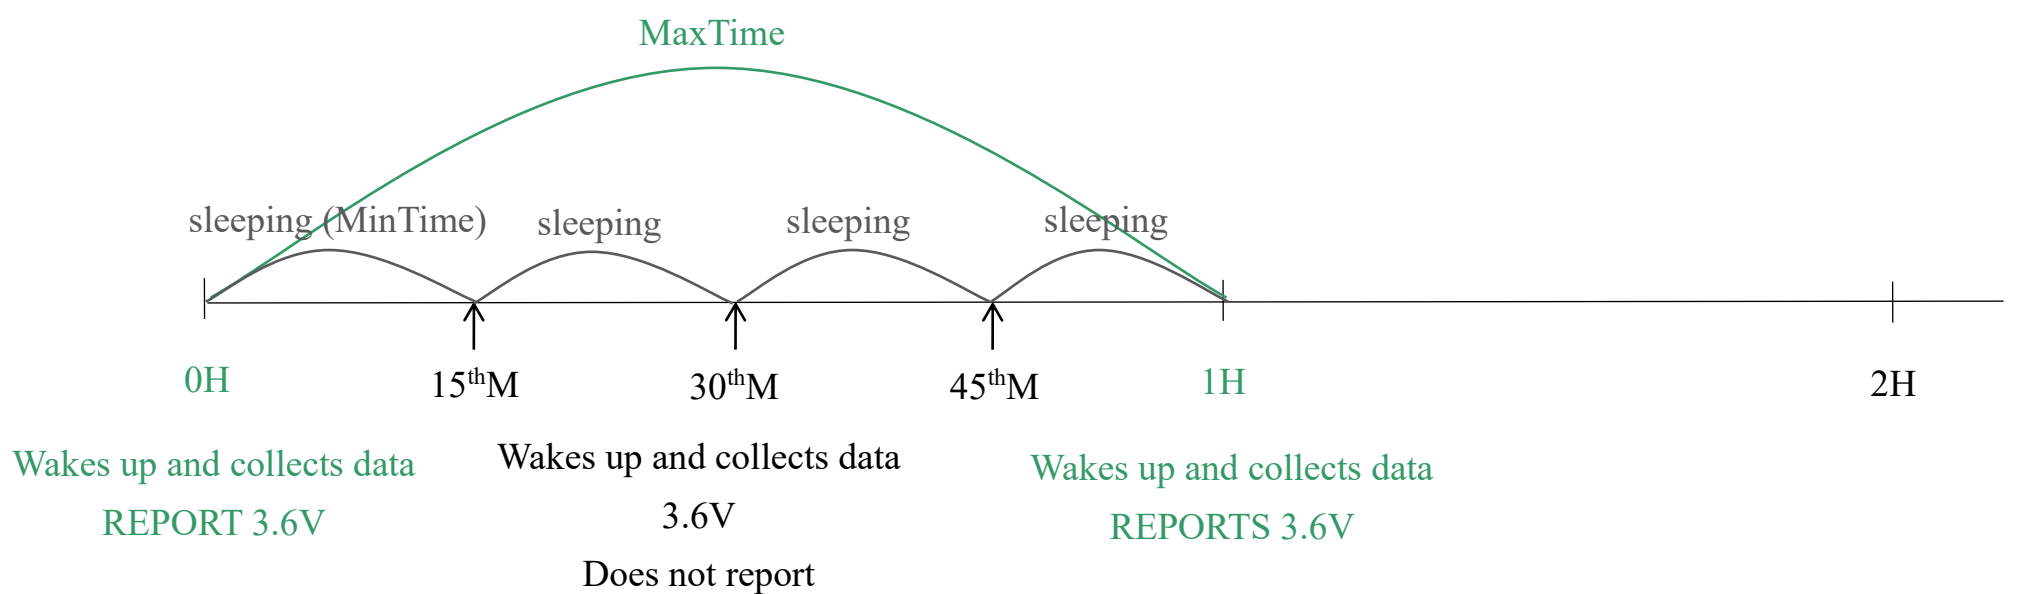 MaxTime
sleeping (MinTime)
sleeping
sleeping
sleeping
0H
15thM
30thM
45thM
1H
2H
Wakes up and collects data
REPORT 3.6V
Wakes up and collects data
3.6V
Does not report
Wakes up and collects data
REPORTS 3.6V